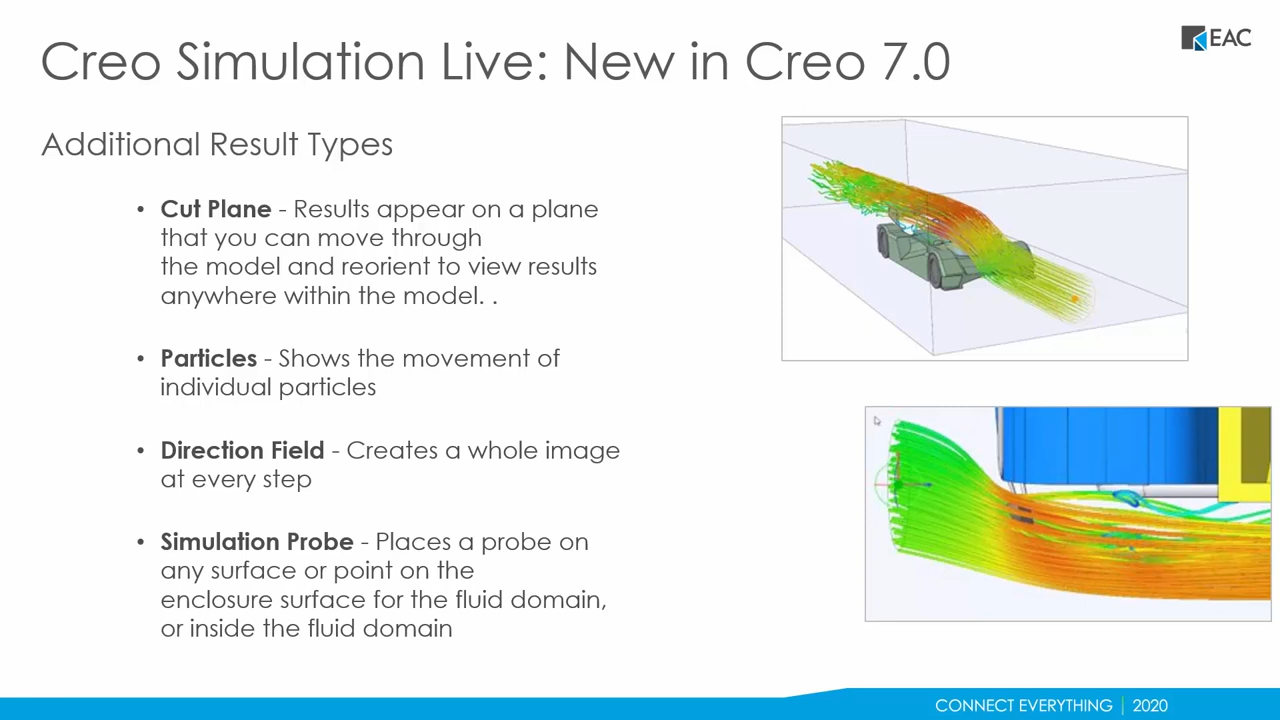 Creo Simulation Live: New in Creo 7.0
EAC
Additional Result Types
• Cut Plane - Results appear on a plane
that you can move through
the model and reorient to view results
anywhere within the model. .
• Particles - Shows the movement of
individual particles
• Direction Field - Creates a whole image
at every step
• Simulation Probe - Places a probe on
any surface or point on the
enclosure surface for the fluid domain,
or inside the fluid domain
CONNECT EVERYTHING | 2020